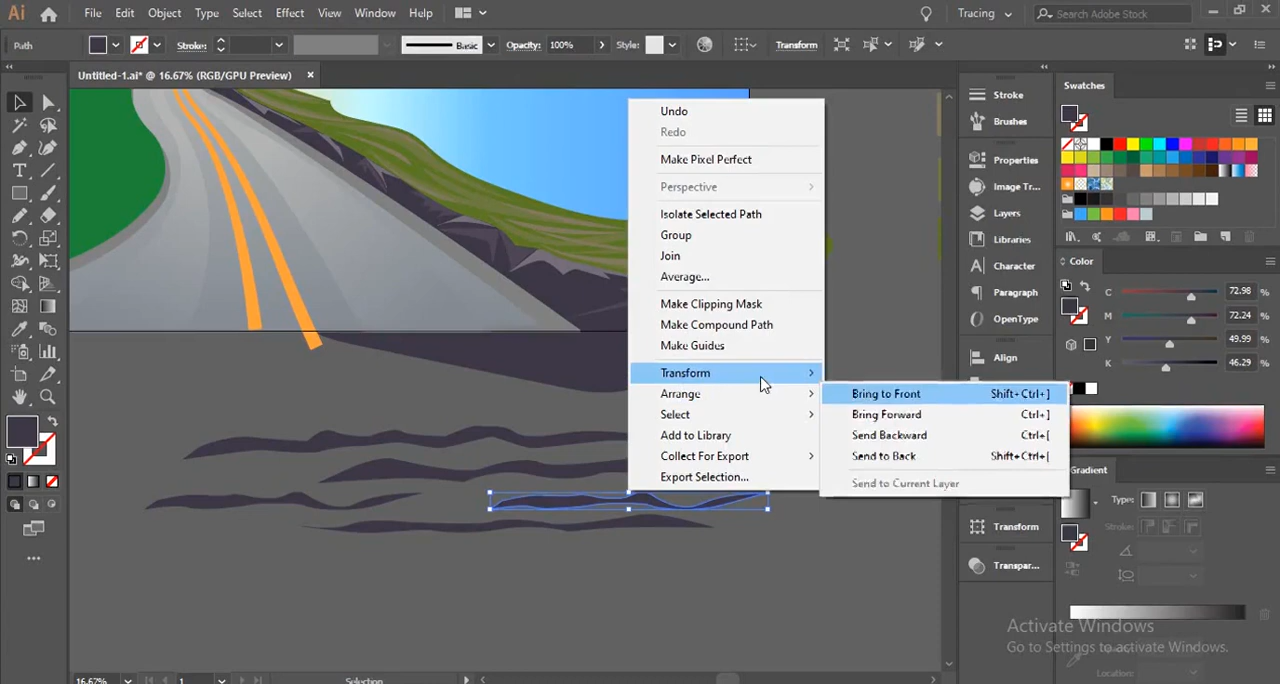 Ai File Edit Object Type Select Effect View Window Help Tracing Search Adobe Stock
Path Stroke: Basic Opacity: 100% Style: Transform
Untitled-1.ai* @ 16.67% (RGB/GPU Preview)
Undo
Redo
Make Pixel Perfect
Perspective
Isolate Selected Path
Group
Join
Average...
Make Clipping Mask
Make Compound Path
Make Guides
Transform
Arrange
Select
Add to Library
Collect For Export
Export Selection...
Bring to Front Shift+Ctrl+]
Bring Forward Ctrl+]
Send Backward Ctrl+[
Send to Back Shift+Ctrl+[
Send to Current Layer
Stroke
Brushes
Properties
Image Tr...
Layers
Libraries
Character
Paragraph
OpenType
Align
Transform
Transpar...
Swatches
Color
C 72.98 %
M 72.24 %
Y 49.99 %
K 46.29 %
Gradient
Type:
Stroke:
Location:
Activate Windows
Go to Settings to activate Windows.
16.67% 1 Selection